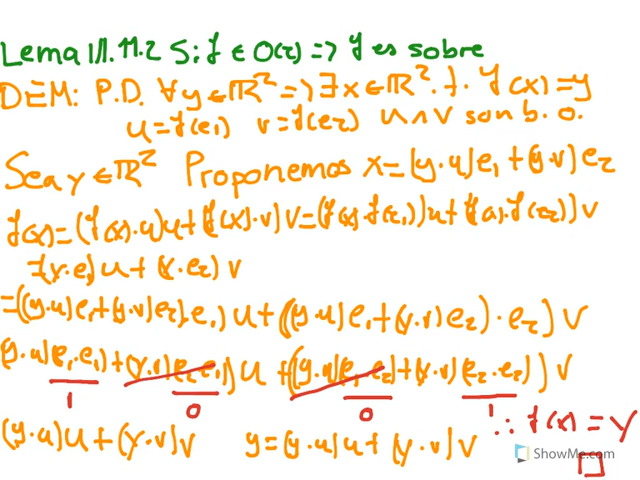 Lema III.11.2 Si f ∈ O(2) => f es sobre
DEM: P.D. ∀y∈ℝ² => ∃x∈ℝ². f. f(x)=y
u=f(e₁) v=f(e₂) u ∧ v son b.o.
Sea y ∈ ℝ² Proponemos x=(y·u)e₁+(y·v)e₂
f(x)=(f(x)·u)u+(f(x)·v)v=(f(x)·f(e₁))u+(f(x)·f(e₂))v
=(x·e₁)u+(x·e₂)v
=((y·u)e₁+(y·v)e₂)·e₁)u+((y·u)e₁+(y·v)e₂)·e₂)v
(y·u)(e₁·e₁)+(y·v)(e₂·e₁))u+((y·u)(e₁·e₂)+(y·v)(e₂·e₂))v
1 0 0 1
∴ f(x)=y
(y·u)u+(y·v)v y=(y·u)u+(y·v)v
ShowMe.com